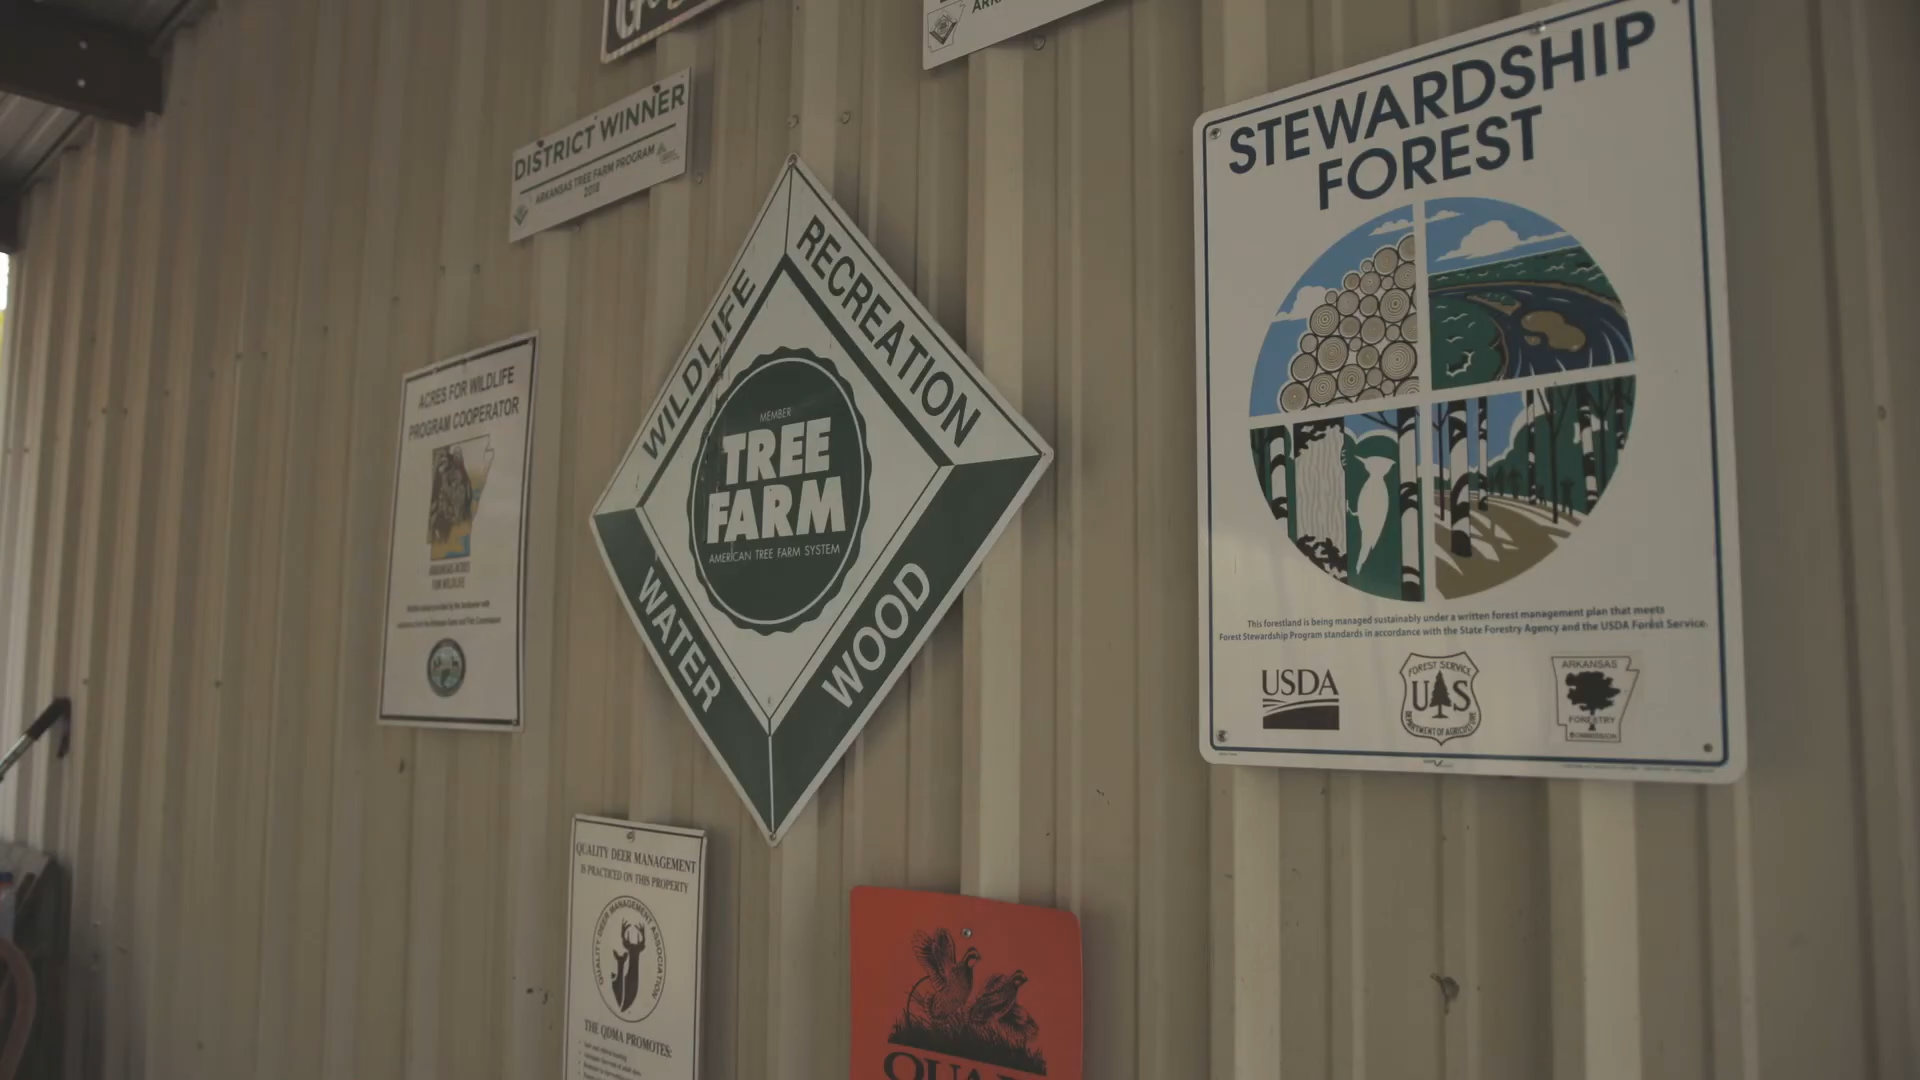 DISTRICT WINNER
ARKANSAS TREE FARM PROGRAM
2018
ACRES FOR WILDLIFE
PROGRAM COOPERATOR
ARKANSAS ACRES
FOR WILDLIFE
WILDLIFE
RECREATION
MEMBER
TREE
FARM
AMERICAN TREE FARM SYSTEM
WATER
WOOD
STEWARDSHIP
FOREST
This forestland is being managed sustainably under a written forest management plan that meets
Forest Stewardship Program standards in accordance with the State Forestry Agency and the USDA Forest Service.
USDA
FOREST SERVICE
U S
DEPARTMENT OF AGRICULTURE
ARKANSAS
FORESTRY
COMMISSION
QUALITY DEER MANAGEMENT
IS PRACTICED ON THIS PROPERTY
QUALITY DEER MANAGEMENT ASSOCIATION
THE QDMA PROMOTES: